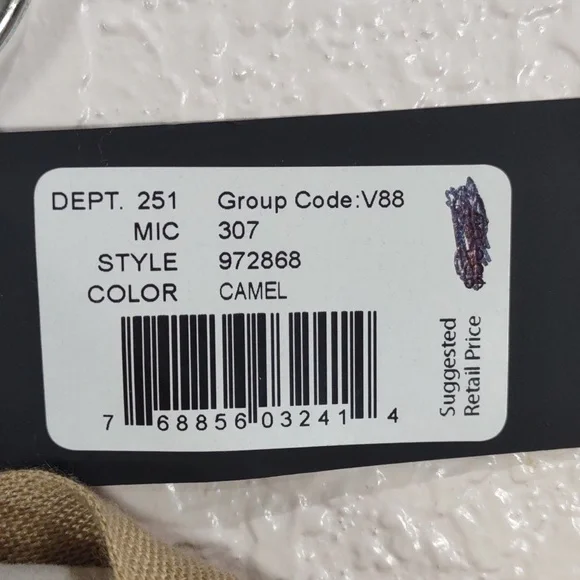 DEPT. 251 Group Code:V88
MIC 307
STYLE 972868
COLOR CAMEL
7 68856 03241 4
Suggested
Retail Price